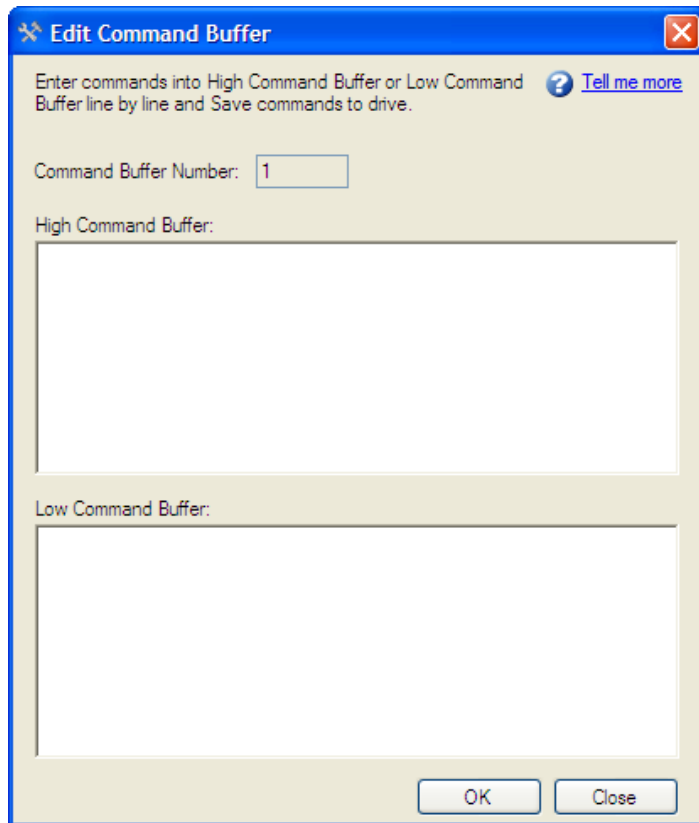 Edit Command Buffer
Enter commands into High Command Buffer or Low Command
Buffer line by line and Save commands to drive.
Tell me more
Command Buffer Number: 1
High Command Buffer:
Low Command Buffer:
OK
Close